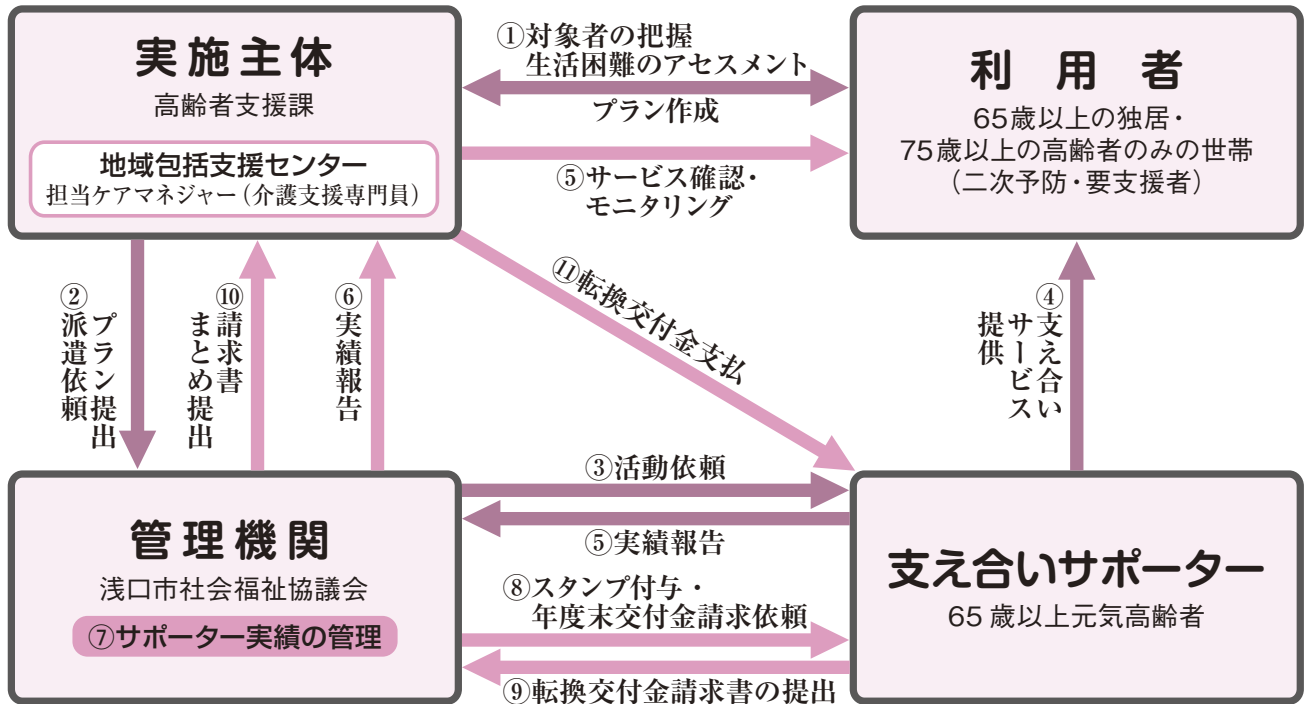 実施主体
高齢者支援課
地域包括支援センター
担当ケアマネジャー（介護支援専門員）
①対象者の把握
生活困難のアセスメント
プラン作成
⑤サービス確認・
モニタリング
利用者
65歳以上の独居・
75歳以上の高齢者のみの世帯
（二次予防・要支援者）
②プラン提出
派遣依頼
⑩請求書
まとめ提出
⑥実績報告
⑪転換交付金支払
④支え合い
サービス
提供
管理機関
浅口市社会福祉協議会
⑦サポーター実績の管理
③活動依頼
⑤実績報告
⑧スタンプ付与・
年度末交付金請求依頼
⑨転換交付金請求書の提出
支え合いサポーター
65歳以上元気高齢者